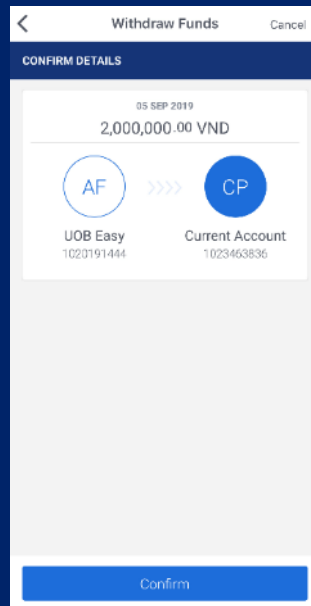 Withdraw Funds Cancel
CONFIRM DETAILS
05 SEP 2019
2,000,000.00 VND
AF CP
UOB Easy Current Account
1020191444 1023463836
Confirm